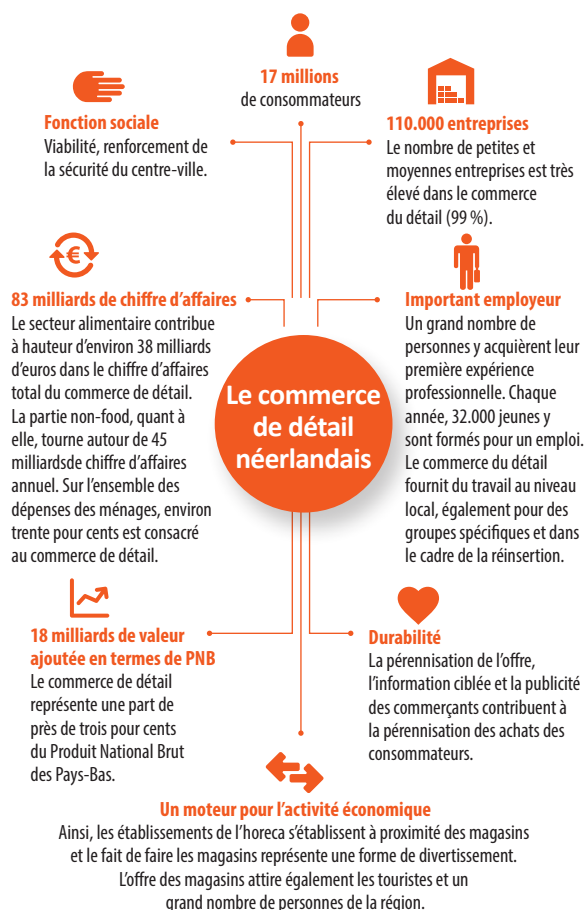 17 millions
de consommateurs
Fonction sociale
Viabilité, renforcement de
la sécurité du centre-ville.
110.000 entreprises
Le nombre de petites et
moyennes entreprises est très
élevé dans le commerce
du détail (99 %).
83 milliards de chiffre d'affaires
Le secteur alimentaire contribue
à hauteur d'environ 38 milliards
d'euros dans le chiffre d'affaires
total du commerce de détail.
La partie non-food, quant à
elle, tourne autour de 45
milliardsde chiffre d'affaires
annuel. Sur l'ensemble des
dépenses des ménages, environ
trente pour cents est consacré
au commerce de détail.
Important employeur
Un grand nombre de
personnes y acquièrent leur
première expérience
professionnelle. Chaque
année, 32.000 jeunes y
sont formés pour un emploi.
Le commerce du détail
fournit du travail au niveau
local, également pour des
groupes spécifiques et dans
le cadre de la réinsertion.
Le commerce
de détail
néerlandais
18 milliards de valeur
ajoutée en termes de PNB
Le commerce de détail
représente une part de
près de trois pour cents
du Produit National Brut
des Pays-Bas.
Durabilité
La pérennisation de l'offre,
l'information ciblée et la publicité
des commerçants contribuent à
la pérennisation des achats des
consommateurs.
Un moteur pour l'activité économique
Ainsi, les établissements de l'horeca s'établissent à proximité des magasins
et le fait de faire les magasins représente une forme de divertissement.
L'offre des magasins attire également les touristes et un
grand nombre de personnes de la région.